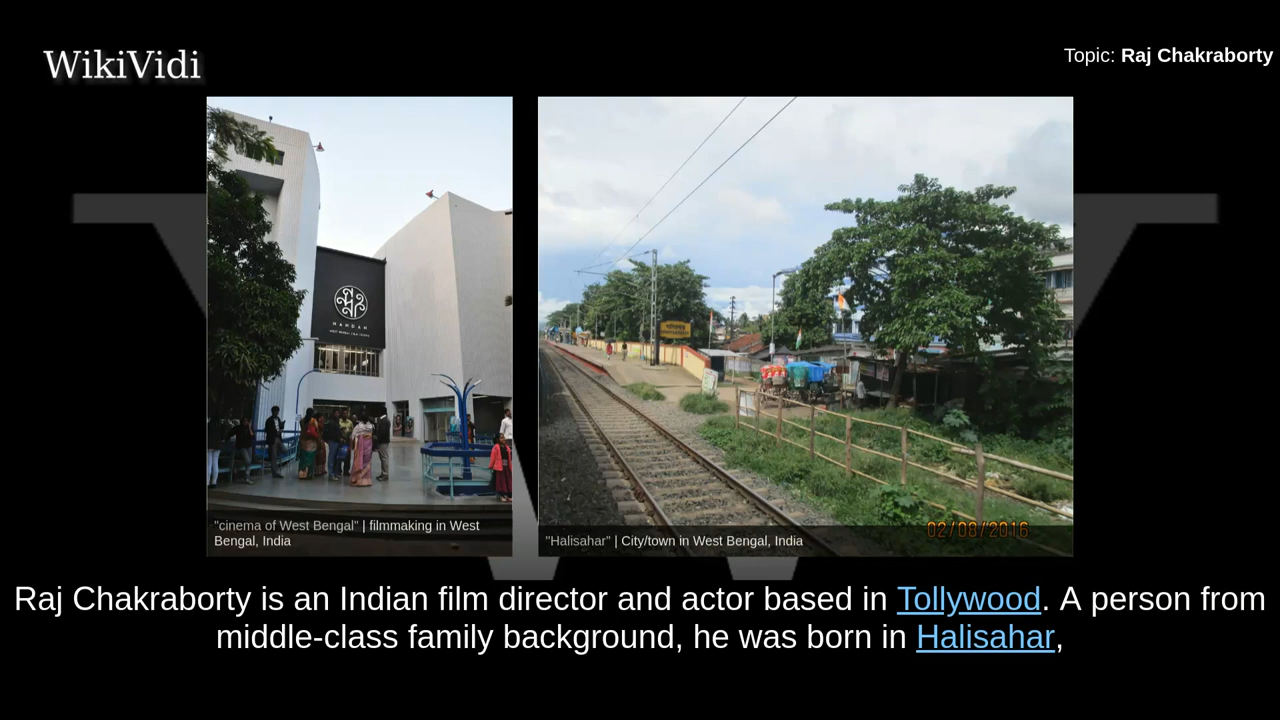 WikiVidi
Topic: Raj Chakraborty
NANDAN
"cinema of West Bengal" | filmmaking in West
Bengal, India
02/08/2016
"Halisahar" | City/town in West Bengal, India
Raj Chakraborty is an Indian film director and actor based in Tollywood. A person from
middle-class family background, he was born in Halisahar,